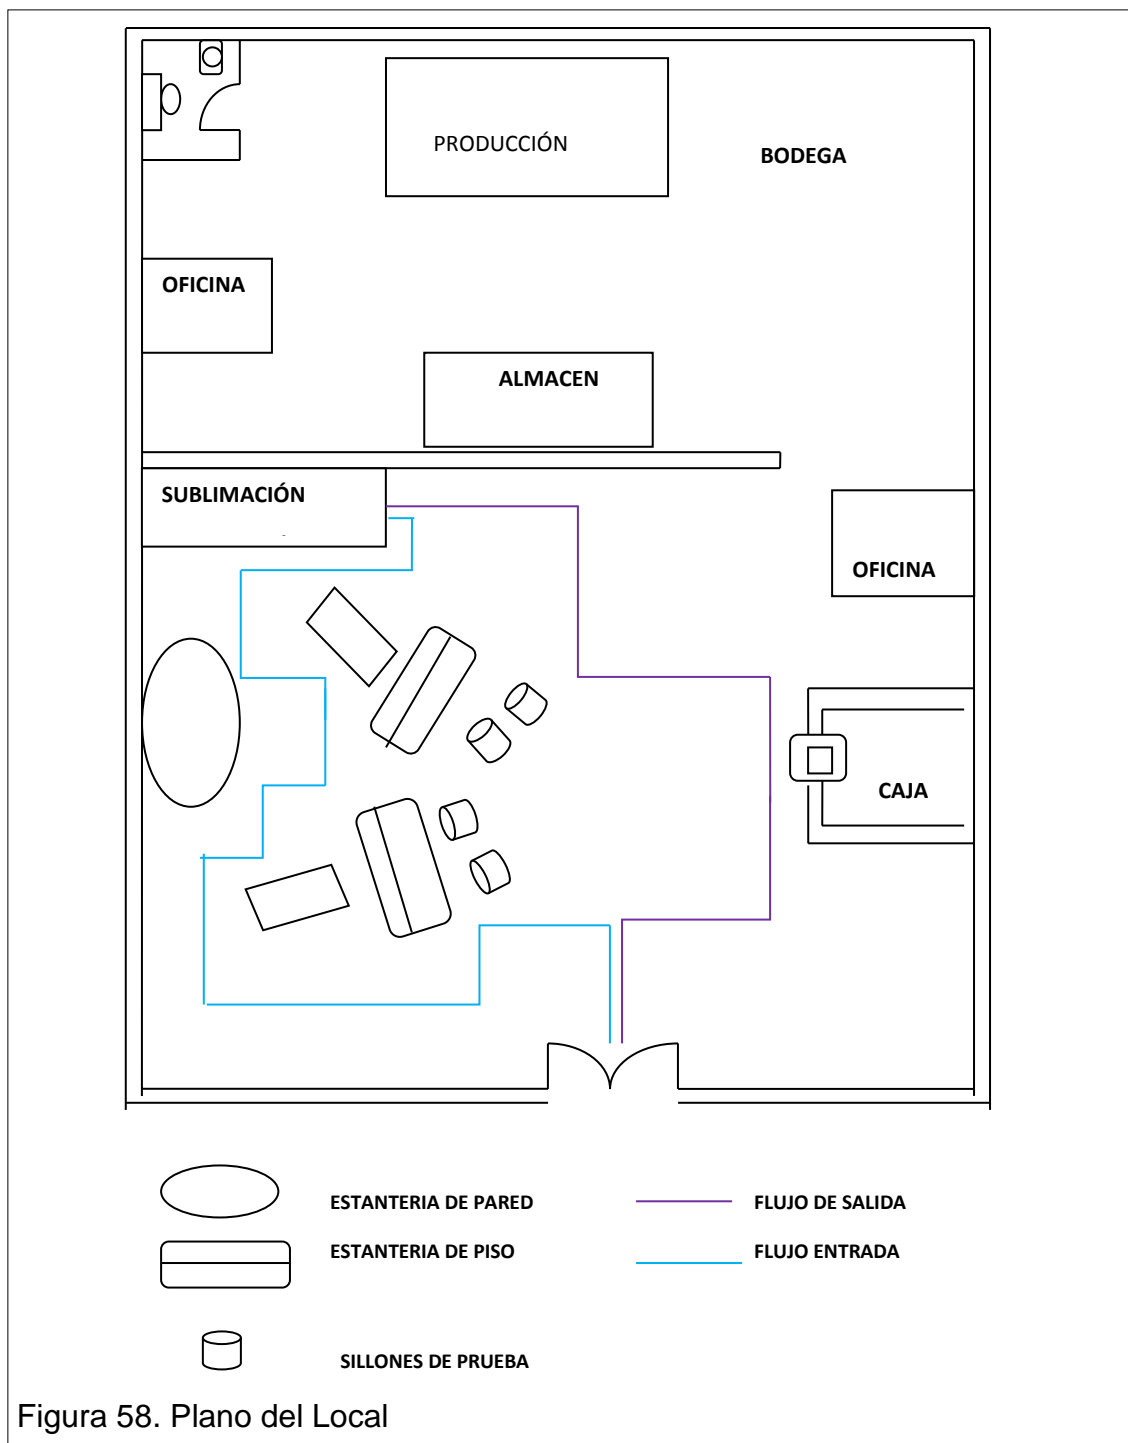 PRODUCCIÓN
BODEGA
OFICINA
ALMACEN
SUBLIMACIÓN
OFICINA
CAJA
ESTANTERIA DE PARED
FLUJO DE SALIDA
ESTANTERIA DE PISO
FLUJO ENTRADA
SILLONES DE PRUEBA
Figura 58. Plano del Local